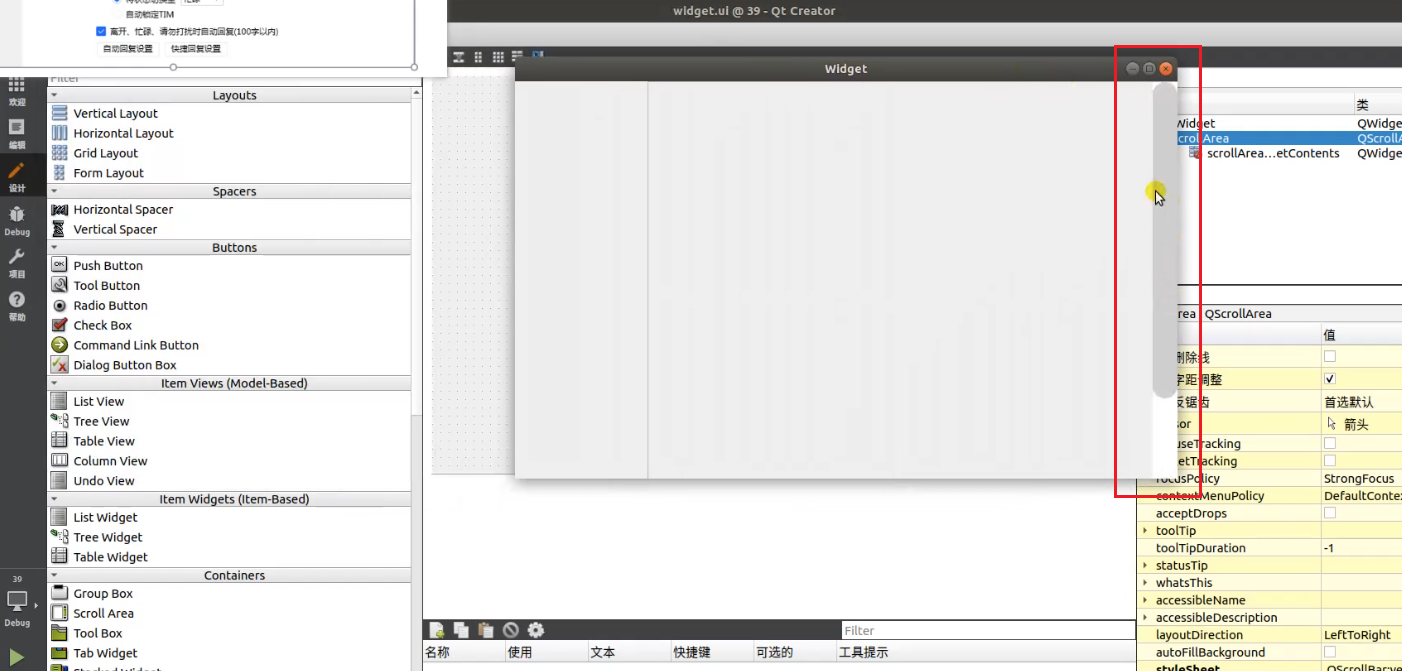 自动锁定TIM
离开、忙碌、请勿打扰时自动回复(100字以内)
自动回复设置 快捷回复设置
widget.ui @ 39 - Qt Creator
Widget
欢迎
编辑
设计
Debug
项目
帮助
39
Debug
Layouts
Vertical Layout
Horizontal Layout
Grid Layout
Form Layout
Spacers
Horizontal Spacer
Vertical Spacer
Buttons
OK Push Button
Tool Button
Radio Button
Check Box
Command Link Button
Dialog Button Box
Item Views (Model-Based)
List View
Tree View
Table View
Column View
Undo View
Item Widgets (Item-Based)
List Widget
Tree Widget
Table Widget
Containers
Group Box
Scroll Area
Tool Box
Tab Widget
Filter
名称 使用 文本 快捷键 可选的 工具提示
类
Widget QWidge
crollArea QScrollA
scrollArea...etContents QWidge
rea QScrollArea
值
删除线
字距调整
反锯齿 首选默认
sor 箭头
useTracking
etTracking
focusPolicy StrongFocus
contextMenuPolicy DefaultConte
acceptDrops
toolTip
toolTipDuration -1
statusTip
whatsThis
accessibleName
accessibleDescription
layoutDirection LeftToRight
autoFillBackground
styleSheet QScrollBar:ve